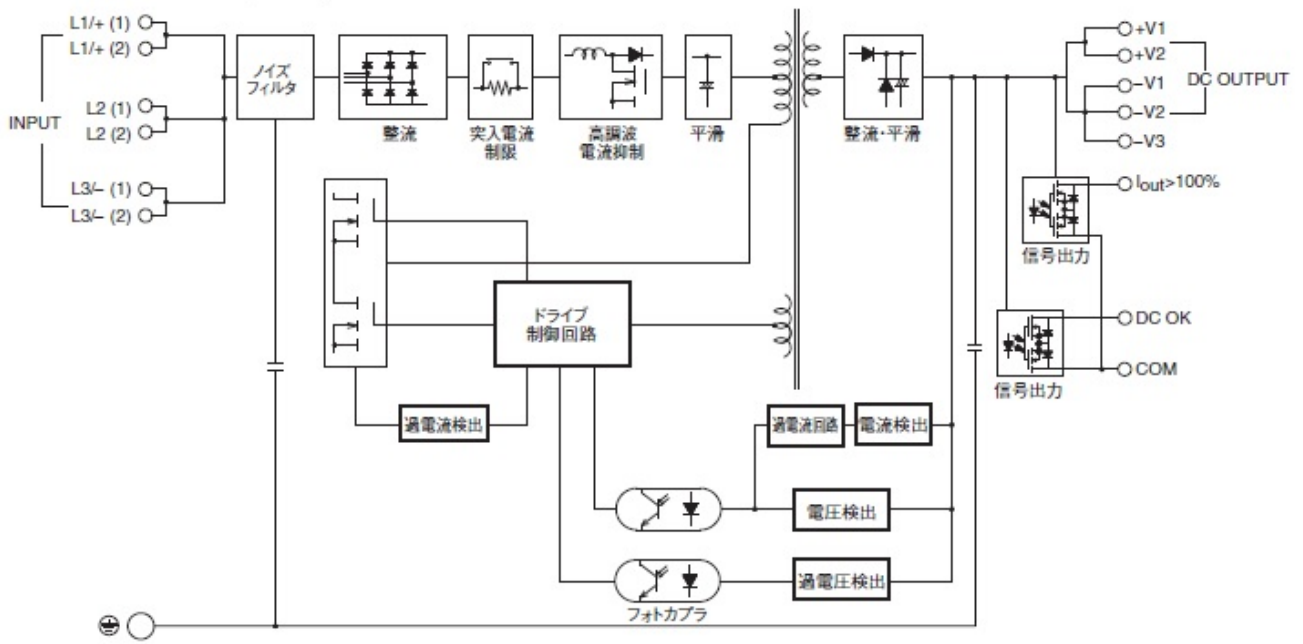 INPUT
L1/+ (1)
L1/+ (2)
L2 (1)
L2 (2)
L3/− (1)
L3/− (2)
ノイズ
フィルタ
整流
突入電流
制限
高調波
電流抑制
平滑
整流・平滑
+V1
+V2
−V1
−V2
−V3
DC OUTPUT
Iout>100%
信号出力
DC OK
COM
信号出力
ドライブ
制御回路
過電流検出
過電流回路
電流検出
電圧検出
過電圧検出
フォトカプラ